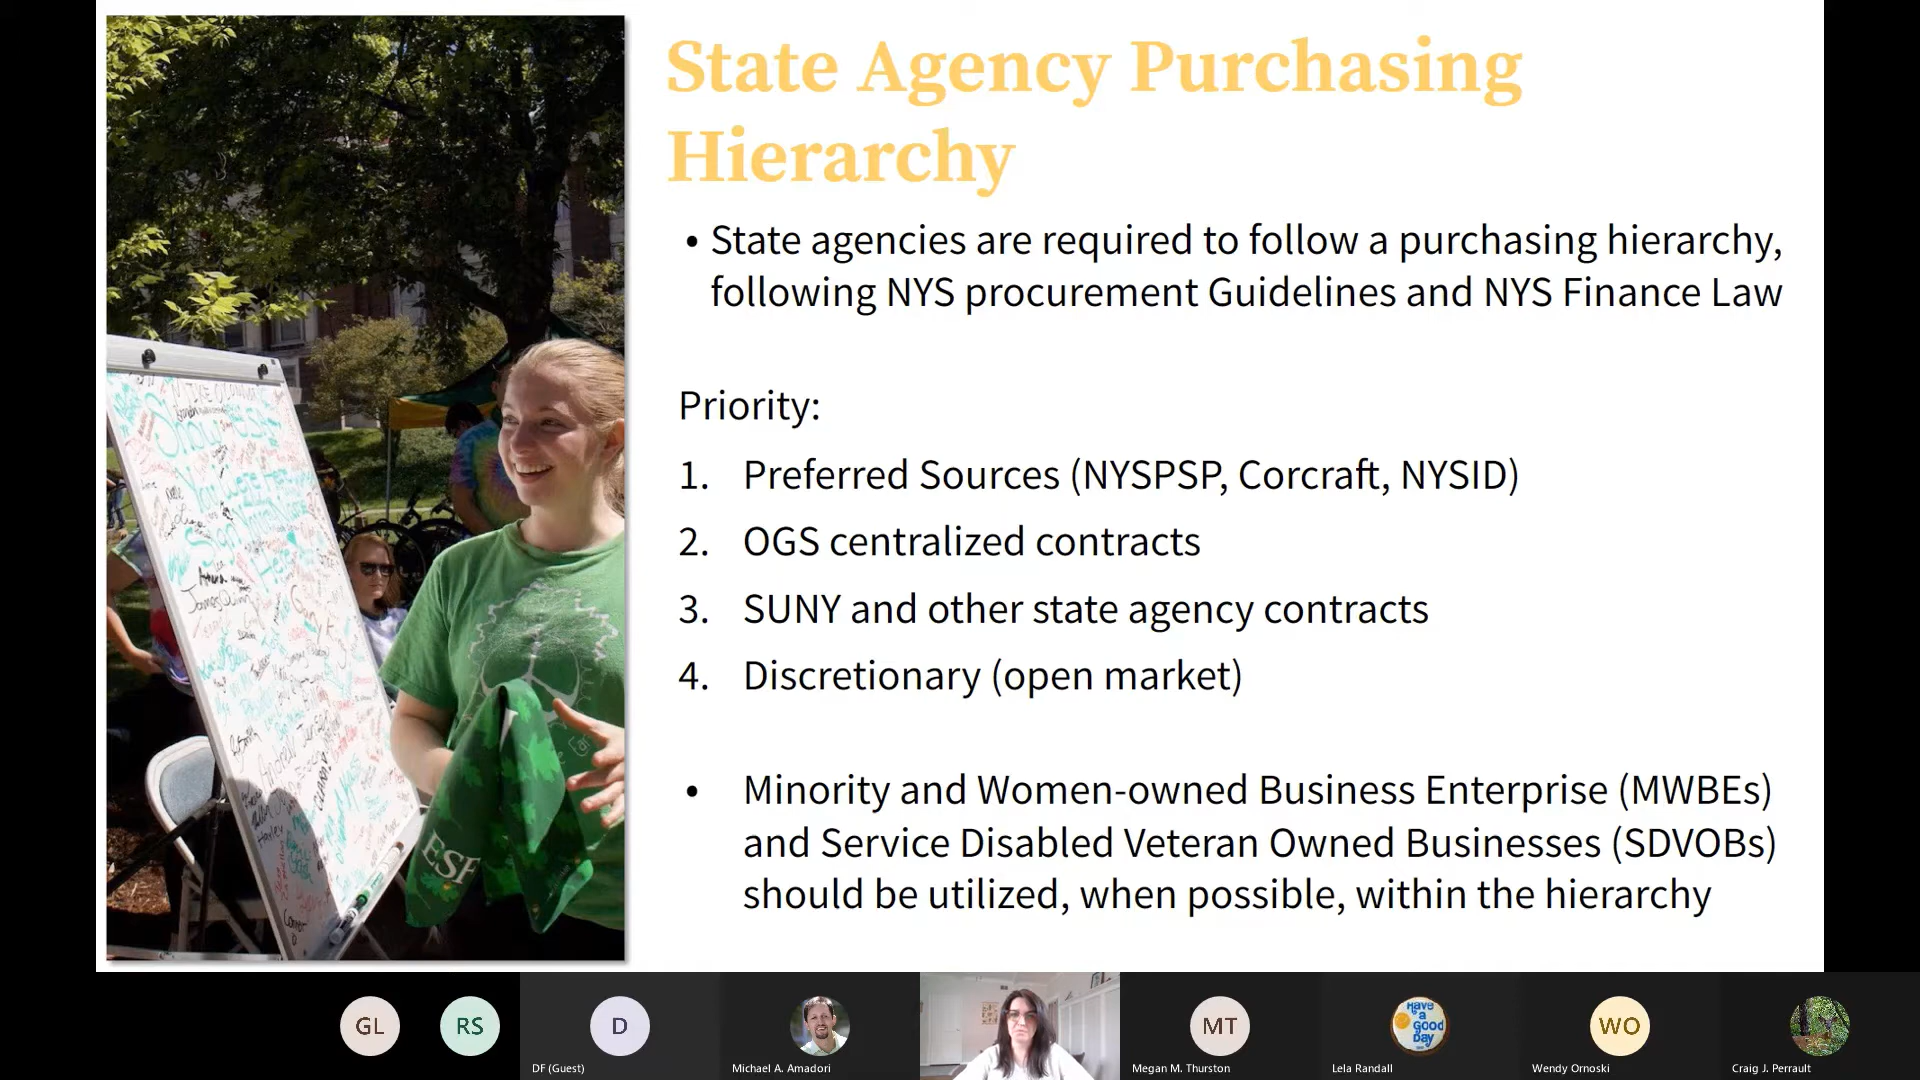 State Agency Purchasing
Hierarchy
• State agencies are required to follow a purchasing hierarchy,
following NYS procurement Guidelines and NYS Finance Law
Priority:
1. Preferred Sources (NYSPSP, Corcraft, NYSID)
2. OGS centralized contracts
3. SUNY and other state agency contracts
4. Discretionary (open market)
• Minority and Women-owned Business Enterprise (MWBEs)
and Service Disabled Veteran Owned Businesses (SDVOBs)
should be utilized, when possible, within the hierarchy
ESF
GL
RS
D
DF (Guest)
Michael A. Amadori
MT
Megan M. Thurston
Have
a
good
Day
Lela Randall
WO
Wendy Ornoski
Craig J. Perrault